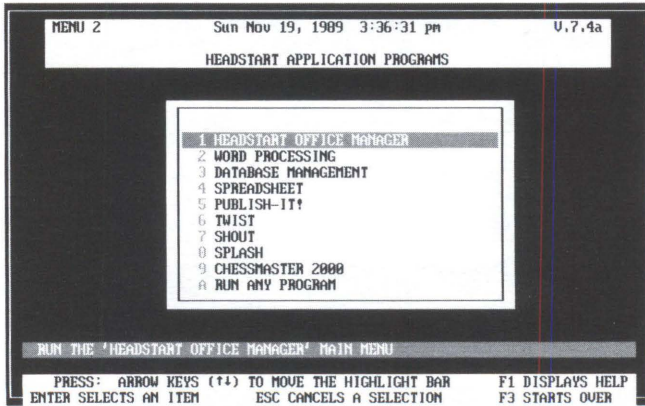 MENU 2 Sun Nov 19, 1989 3:36:31 pm V.7.4a
HEADSTART APPLICATION PROGRAMS
1 HEADSTART OFFICE MANAGER
2 WORD PROCESSING
3 DATABASE MANAGEMENT
4 SPREADSHEET
5 PUBLISH-IT!
6 TWIST
7 SHOUT
8 SPLASH
9 CHESSMASTER 2000
A RUN ANY PROGRAM
RUN THE 'HEADSTART OFFICE MANAGER' MAIN MENU
PRESS: ARROW KEYS (↑↓) TO MOVE THE HIGHLIGHT BAR F1 DISPLAYS HELP
ENTER SELECTS AN ITEM ESC CANCELS A SELECTION F3 STARTS OVER